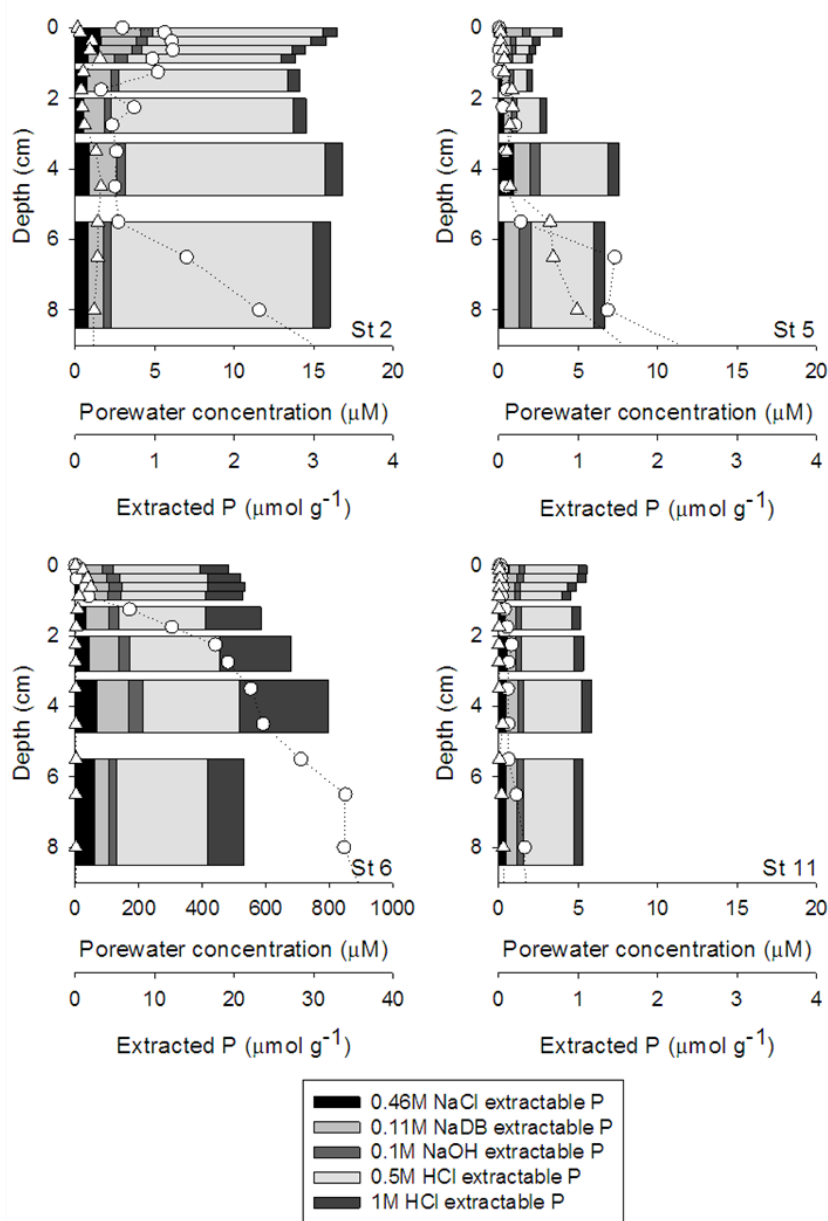 0
2
4
6
8
Depth (cm)
St 2
0 5 10 15 20
Porewater concentration (μM)
0 1 2 3 4
Extracted P (μmol g-1)
0
2
4
6
8
Depth (cm)
St 5
0 5 10 15 20
Porewater concentration (μM)
0 1 2 3 4
Extracted P (μmol g-1)
0
2
4
6
8
Depth (cm)
St 6
0 200 400 600 800 1000
Porewater concentration (μM)
0 10 20 30 40
Extracted P (μmol g-1)
0
2
4
6
8
Depth (cm)
St 11
0 5 10 15 20
Porewater concentration (μM)
0 1 2 3 4
Extracted P (μmol g-1)
0.46M NaCl extractable P
0.11M NaDB extractable P
0.1M NaOH extractable P
0.5M HCl extractable P
1M HCl extractable P